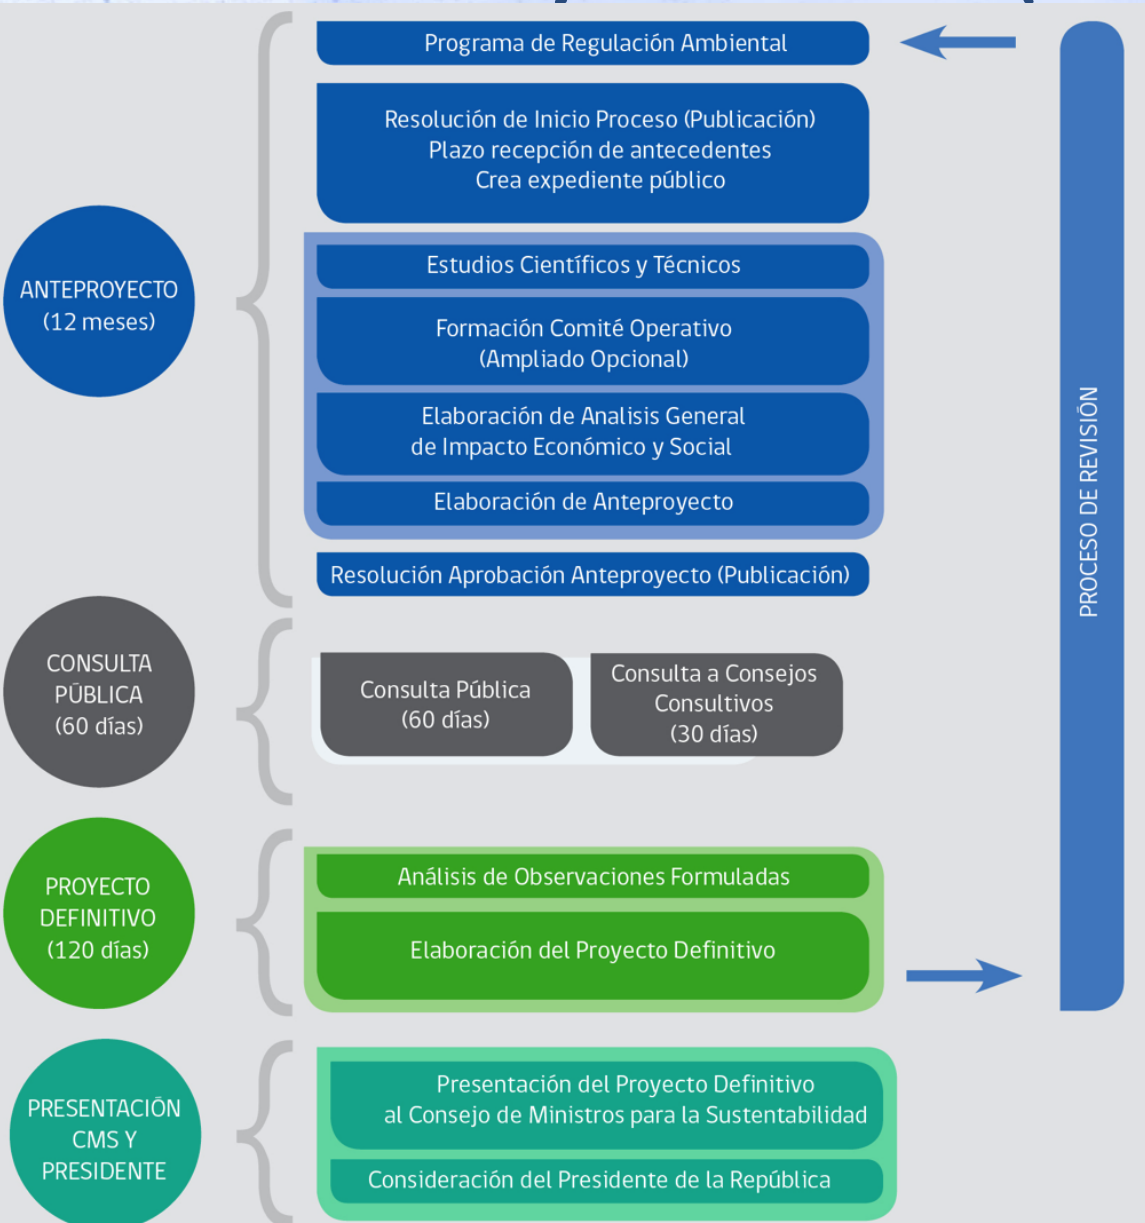 Programa de Regulación Ambiental
Resolución de Inicio Proceso (Publicación)
Plazo recepción de antecedentes
Crea expediente público
ANTEPROYECTO
(12 meses)
Estudios Científicos y Técnicos
Formación Comité Operativo
(Ampliado Opcional)
Elaboración de Analisis General
de Impacto Económico y Social
Elaboración de Anteproyecto
Resolución Aprobación Anteproyecto (Publicación)
PROCESO DE REVISIÓN
CONSULTA
PÚBLICA
(60 días)
Consulta Pública
(60 días)
Consulta a Consejos
Consultivos
(30 días)
PROYECTO
DEFINITIVO
(120 días)
Análisis de Observaciones Formuladas
Elaboración del Proyecto Definitivo
PRESENTACIÓN
CMS Y
PRESIDENTE
Presentación del Proyecto Definitivo
al Consejo de Ministros para la Sustentabilidad
Consideración del Presidente de la República